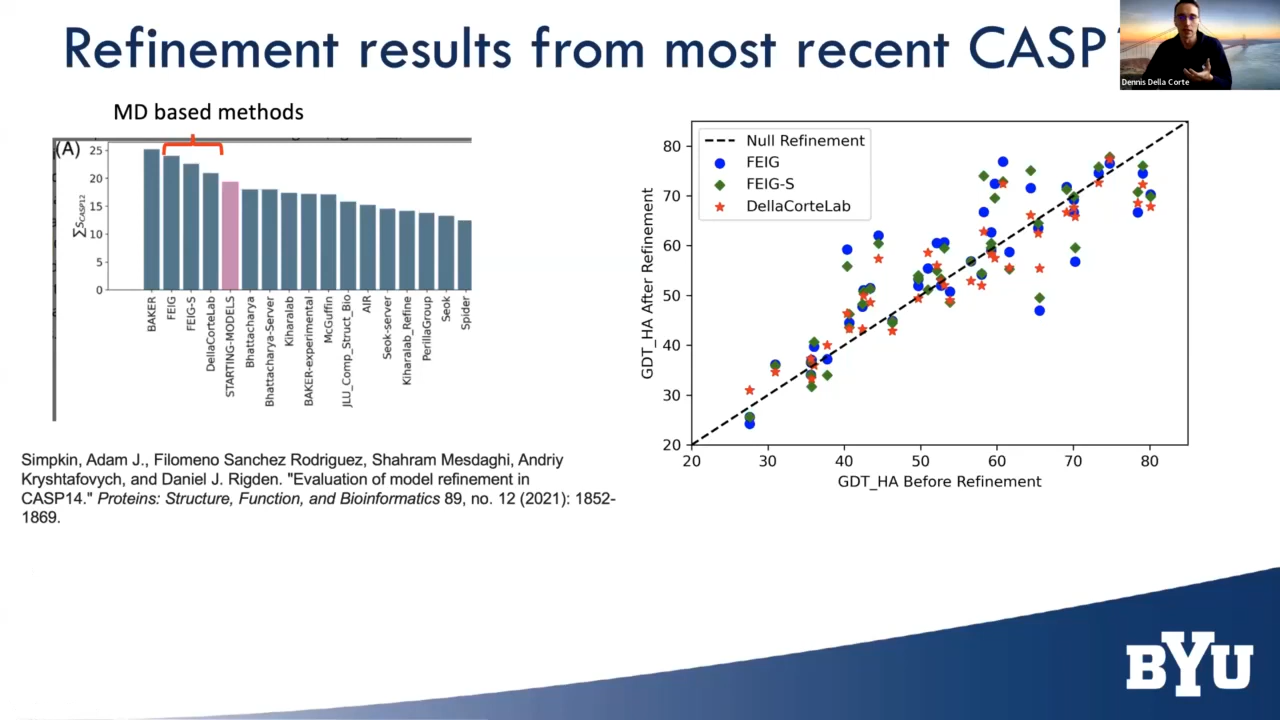 Refinement results from most recent CASP
Dennis Della Corte
MD based methods
(A)
25
20
15
10
5
0
∑S_CASP12
BAKER
FEIG
FEIG-S
DellaCorteLab
STARTING-MODELS
Bhattacharya
Bhattacharya-Server
Kiharalab
BAKER-experimental
McGuffin
JLU_Comp_Struct_Bio
AIR
Seok-server
Kiharalab_Refine
PerillaGroup
Seok
Spider
Null Refinement
FEIG
FEIG-S
DellaCorteLab
80
70
60
50
40
30
20
GDT_HA After Refinement
20 30 40 50 60 70 80
GDT_HA Before Refinement
Simpkin, Adam J., Filomeno Sanchez Rodriguez, Shahram Mesdaghi, Andriy
Kryshtafovych, and Daniel J. Rigden. "Evaluation of model refinement in
CASP14." Proteins: Structure, Function, and Bioinformatics 89, no. 12 (2021): 1852-
1869.
BYU